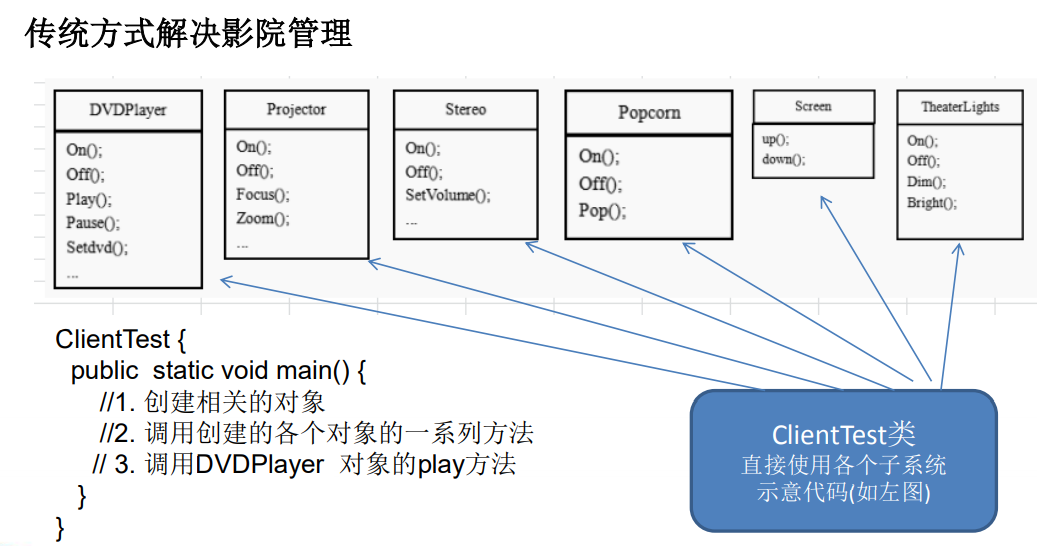 传统方式解决影院管理
DVDPlayer
On();
Off();
Play();
Pause();
Setdvd();
...
Projector
On();
Off();
Focus();
Zoom();
...
Stereo
On();
Off();
SetVolume();
...
Popcorn
On();
Off();
Pop();
Screen
up();
down();
TheaterLights
On();
Off();
Dim();
Bright();
ClientTest {
public static void main() {
//1. 创建相关的对象
//2. 调用创建的各个对象的一系列方法
// 3. 调用DVDPlayer 对象的play方法
}
}
ClientTest类
直接使用各个子系统
示意代码(如左图)